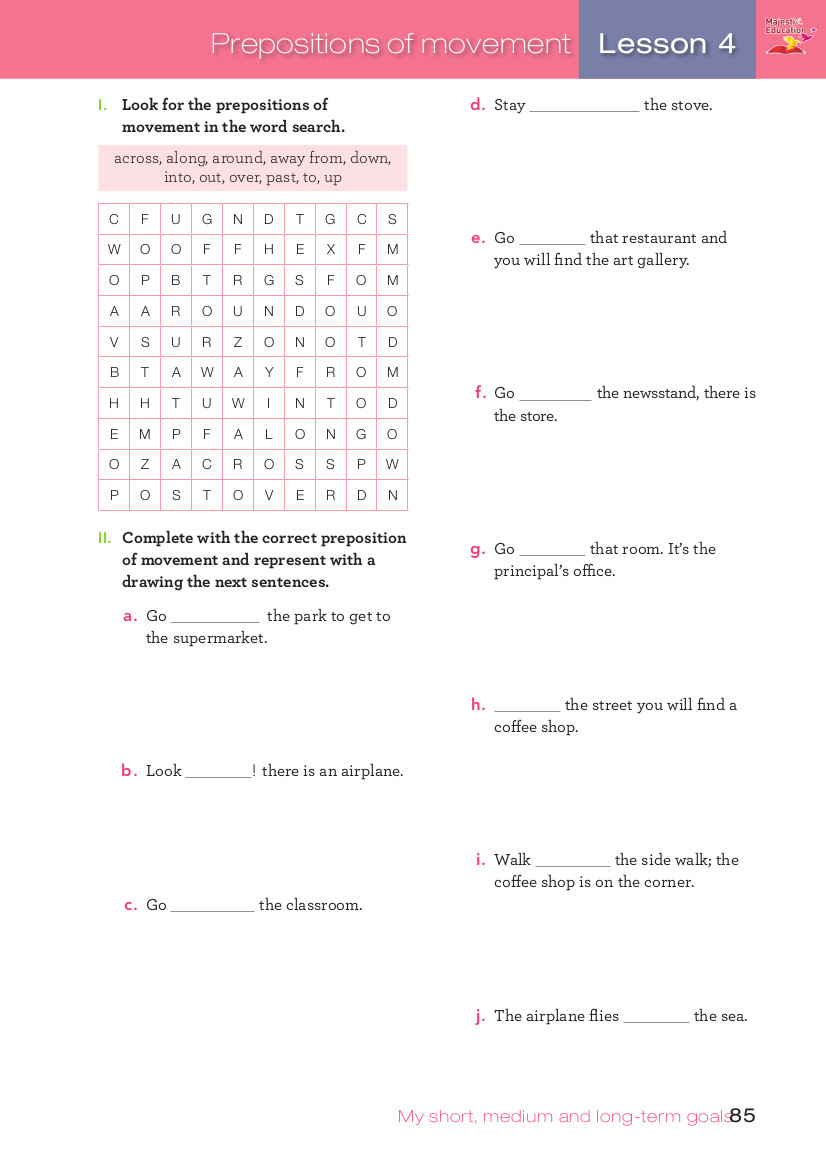 Prepositions of movement Lesson 4
Majestic Education
I. Look for the prepositions of
movement in the word search.
across, along, around, away from, down,
into, out, over, past, to, up
C F U G N D T G C S
W O O F F H E X F M
O P B T R G S F O M
A A R O U N D O U O
V S U R Z O N O T D
B T A W A Y F R O M
H H T U W I N T O D
E M P F A L O N G O
O Z A C R O S S P W
P O S T O V E R D N
II. Complete with the correct preposition
of movement and represent with a
drawing the next sentences.
a. Go __________ the park to get to
the supermarket.
b. Look ________! there is an airplane.
c. Go __________ the classroom.
d. Stay _____________ the stove.
e. Go ________ that restaurant and
you will find the art gallery.
f. Go _________ the newsstand, there is
the store.
g. Go ________ that room. It’s the
principal’s office.
h. ________ the street you will find a
coffee shop.
i. Walk _________ the side walk; the
coffee shop is on the corner.
j. The airplane flies ________ the sea.
My short, medium and long-term goals 85